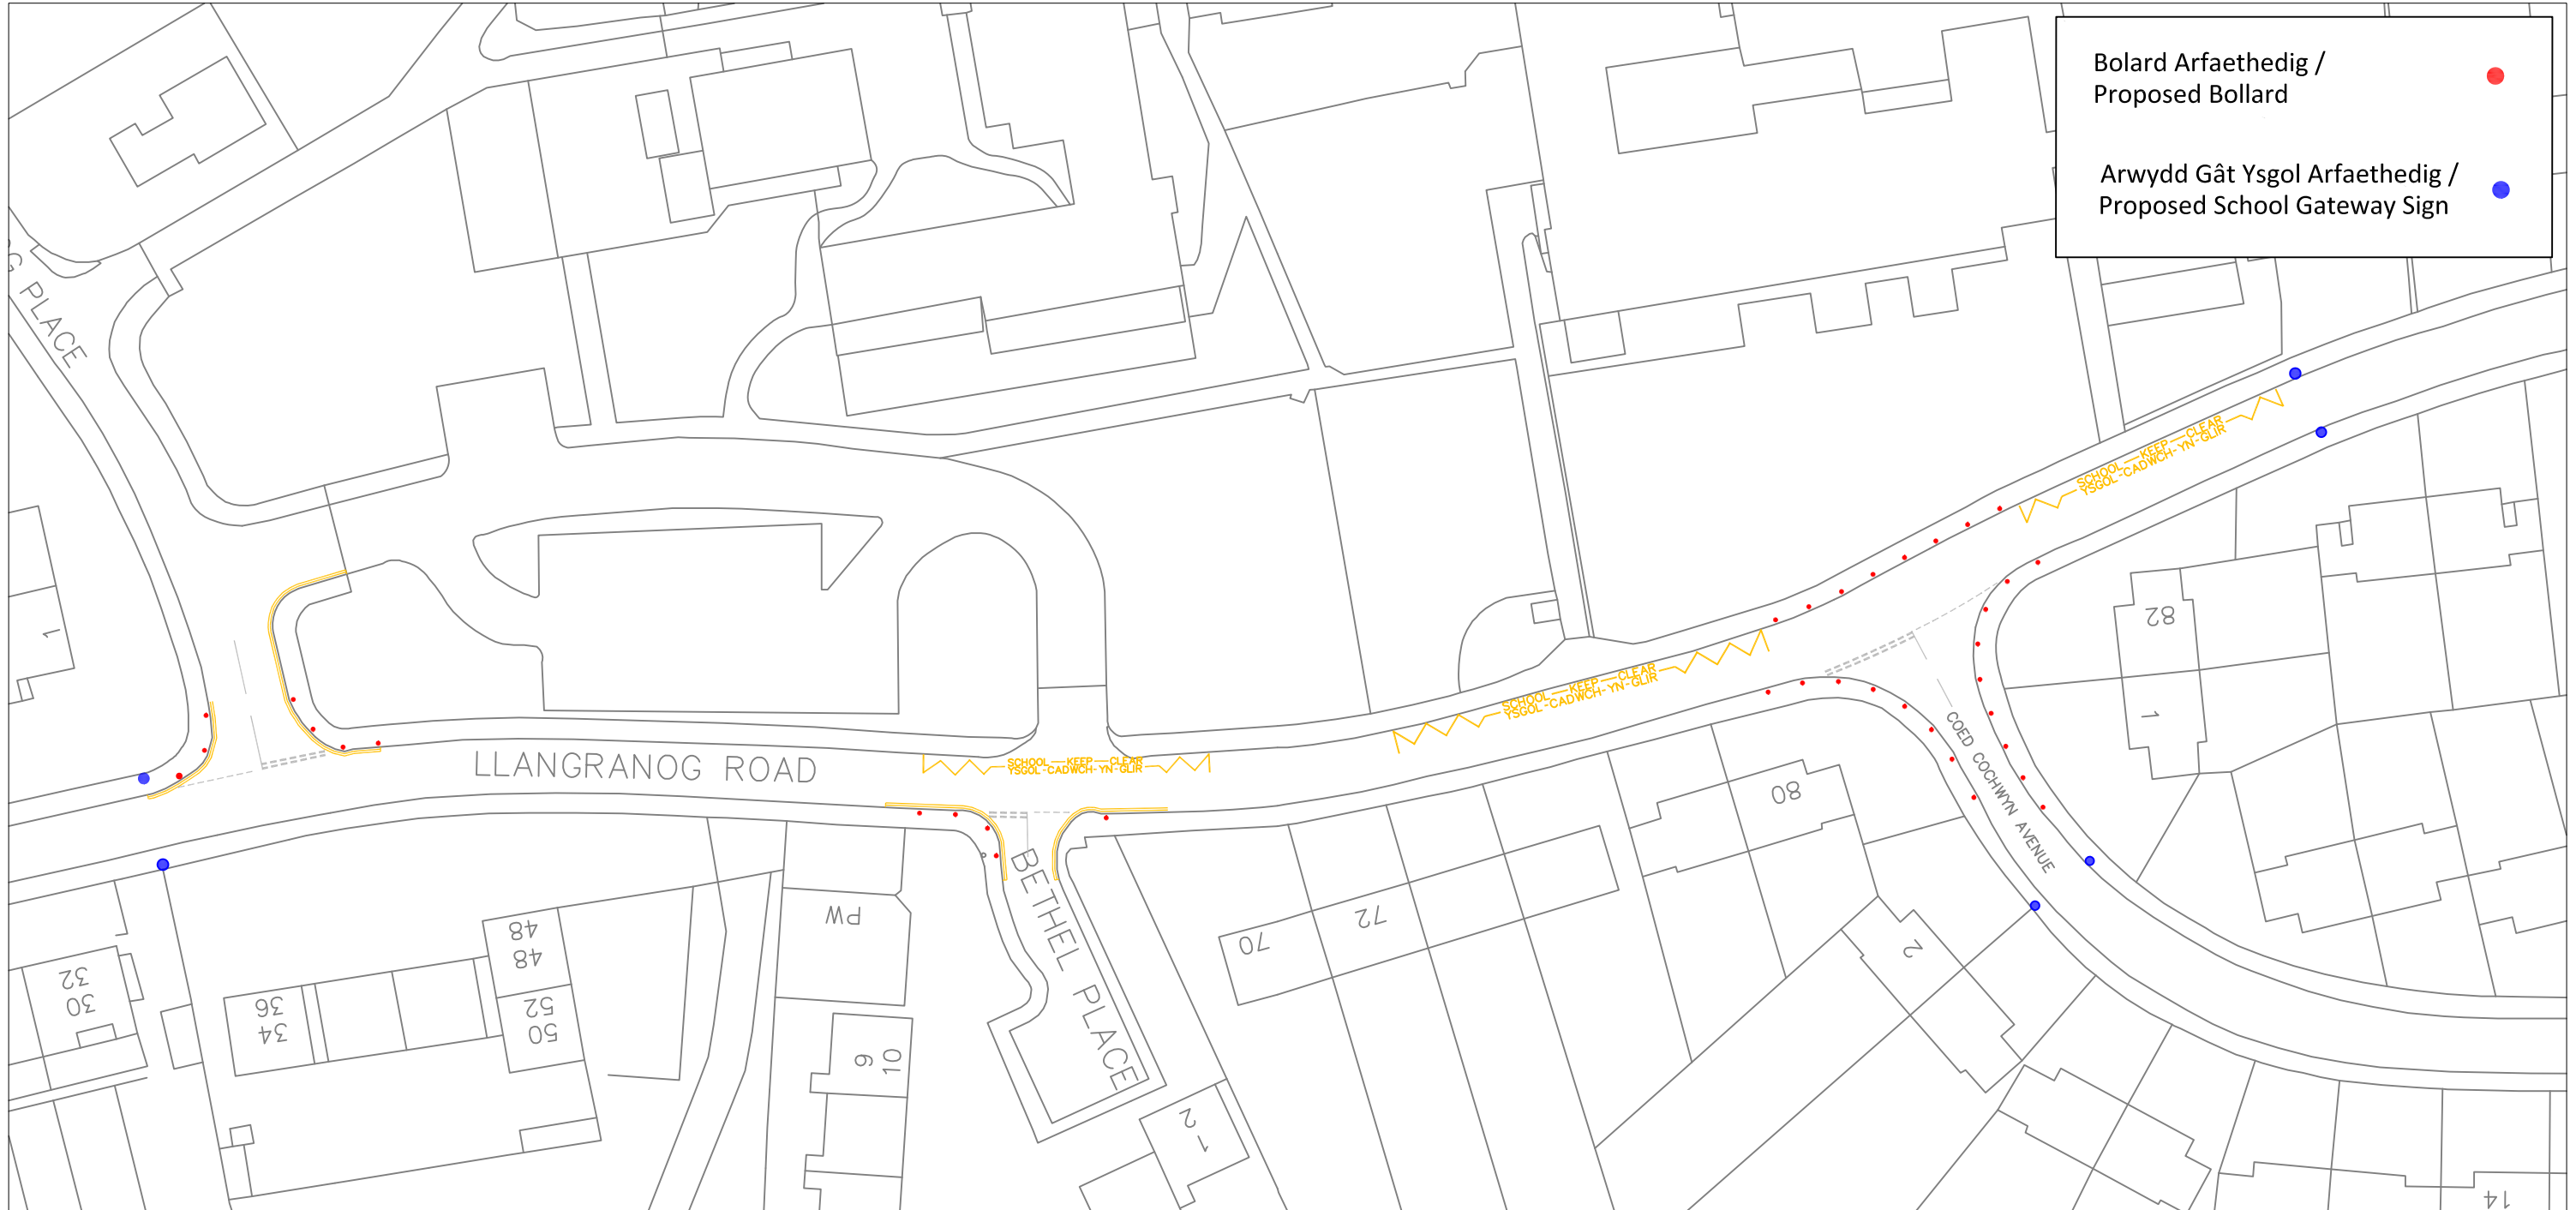 Bolard Arfaethedig /
Proposed Bollard
Arwydd Gât Ysgol Arfaethedig /
Proposed School Gateway Sign
G PLACE
SCHOOL—KEEP—CLEAR
YSGOL-CADWCH-YN-GLIR
1
82
SCHOOL—KEEP—CLEAR
YSGOL-CADWCH-YN-GLIR
1
COED COCHWYN AVENUE
LLANGRANOG ROAD
SCHOOL—KEEP—CLEAR
YSGOL-CADWCH-YN-GLIR
80
BETHEL PLACE
PW
72
70
2
48
48
52
50
32
30
36
34
9
10
1-2
14